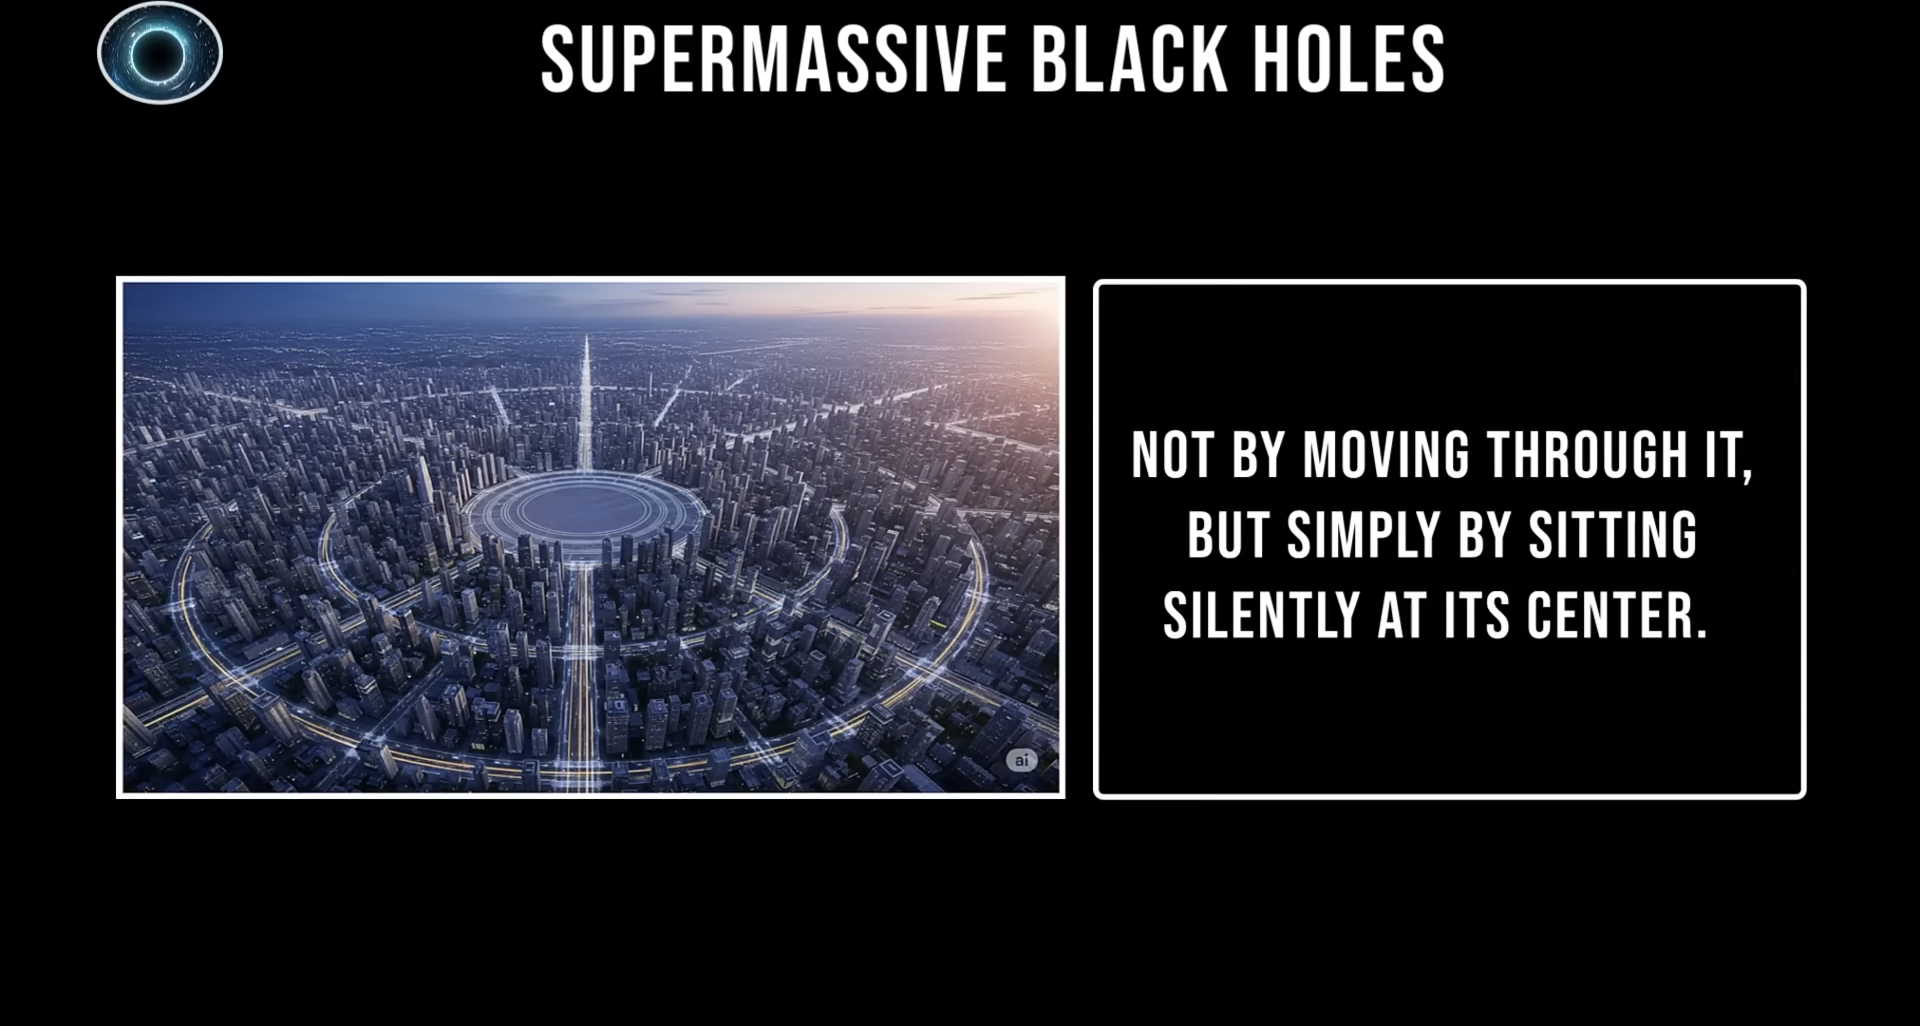 SUPERMASSIVE BLACK HOLES
NOT BY MOVING THROUGH IT,
BUT SIMPLY BY SITTING
SILENTLY AT ITS CENTER.
ai